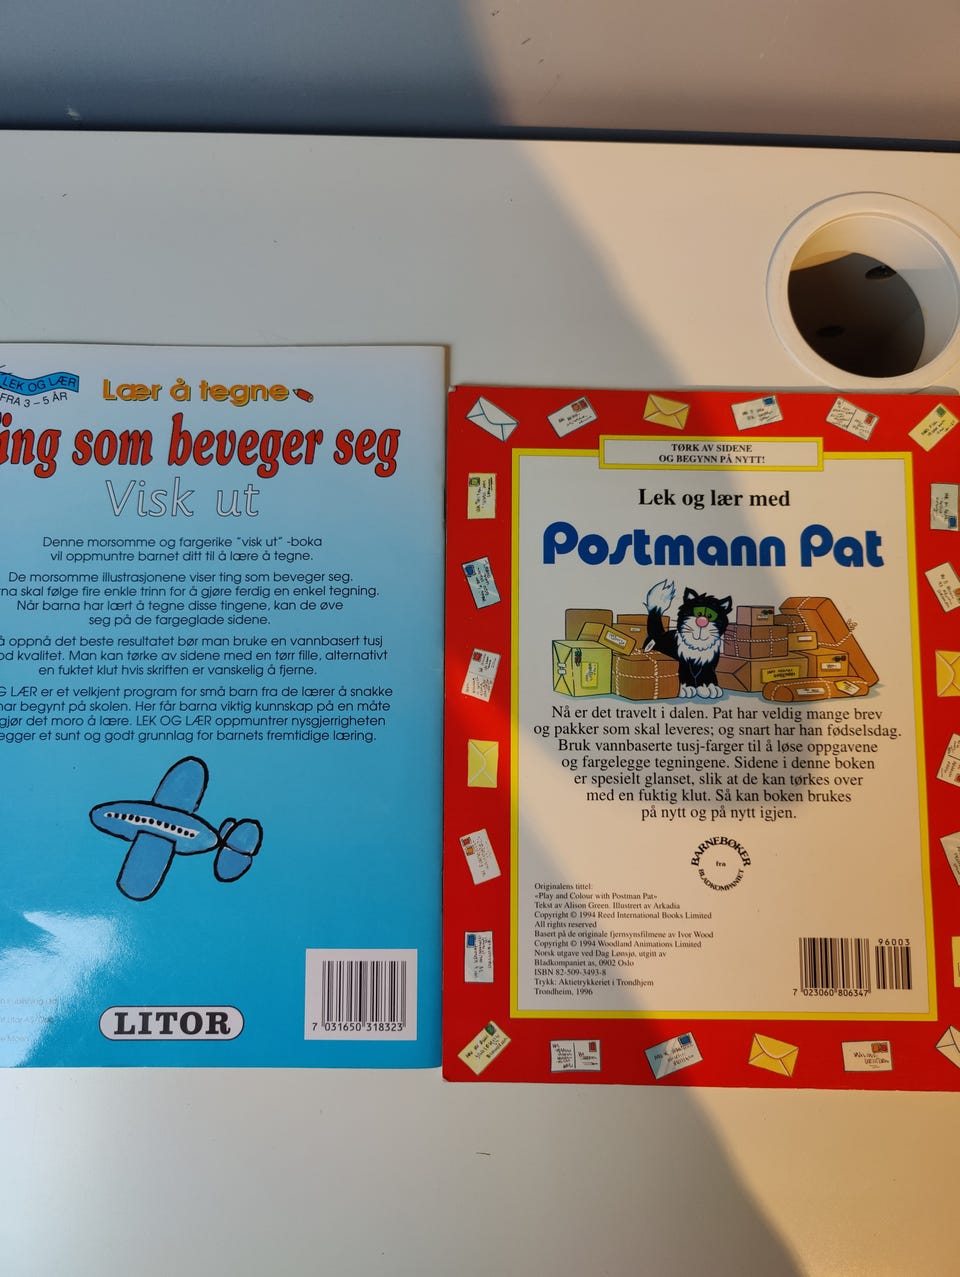 LEK OG LÆR
FRA 3 – 5 ÅR
Lær å tegne
ing som beveger seg
Visk ut
Denne morsomme og fargerike "visk ut" -boka
vil oppmuntre barnet ditt til å lære å tegne.
De morsomme illustrasjonene viser ting som beveger seg.
rna skal følge fire enkle trinn for å gjøre ferdig en enkel tegning.
Når barna har lært å tegne disse tingene, kan de øve
seg på de fargeglade sidene.
å oppnå det beste resultatet bør man bruke en vannbasert tusj
od kvalitet. Man kan tørke av sidene med en tørr fille, alternativt
en fuktet klut hvis skriften er vanskelig å fjerne.
G LÆR er et velkjent program for små barn fra de lærer å snakke
har begynt på skolen. Her får barna viktig kunnskap på en måte
gjør det moro å lære. LEK OG LÆR oppmuntrer nysgjerrigheten
egger et sunt og godt grunnlag for barnets fremtidige læring.
LITOR
7 031650 318323
TØRK AV SIDENE
OG BEGYNN PÅ NYTT!
Lek og lær med
Postmann Pat
Nå er det travelt i dalen. Pat har veldig mange brev
og pakker som skal leveres; og snart har han fødselsdag.
Bruk vannbaserte tusj-farger til å løse oppgavene
og fargelegge tegningene. Sidene i denne boken
er spesielt glanset, slik at de kan tørkes over
med en fuktig klut. Så kan boken brukes
på nytt og på nytt igjen.
BARNEBØKER
fra
BLADKOMPANIET
Originalens tittel:
«Play and Colour with Postman Pat»
Tekst av Alison Green. Illustrert av Arkadia
Copyright © 1994 Reed International Books Limited
All rights reserved
Basert på de originale fjernsynsfilmene av Ivor Wood
Copyright © 1994 Woodland Animations Limited
Norsk utgave ved Dag Lønsjø, utgitt av
Bladkompaniet as, 0902 Oslo
ISBN 82-509-3493-8
Trykk: Aktietrykkeriet i Trondhjem
Trondheim, 1996
96003
7 023060 806347